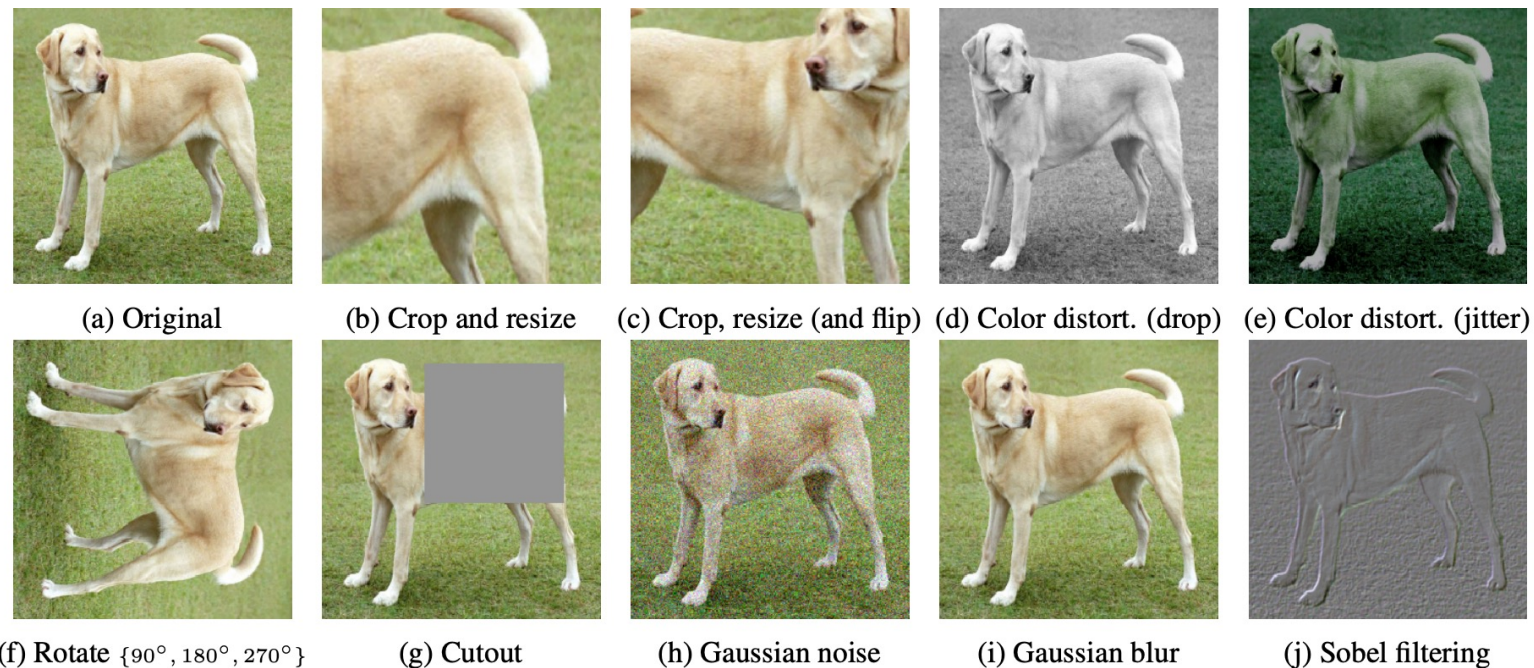 (a) Original
(b) Crop and resize
(c) Crop, resize (and flip)
(d) Color distort. (drop)
(e) Color distort. (jitter)
(f) Rotate {90°, 180°, 270°}
(g) Cutout
(h) Gaussian noise
(i) Gaussian blur
(j) Sobel filtering